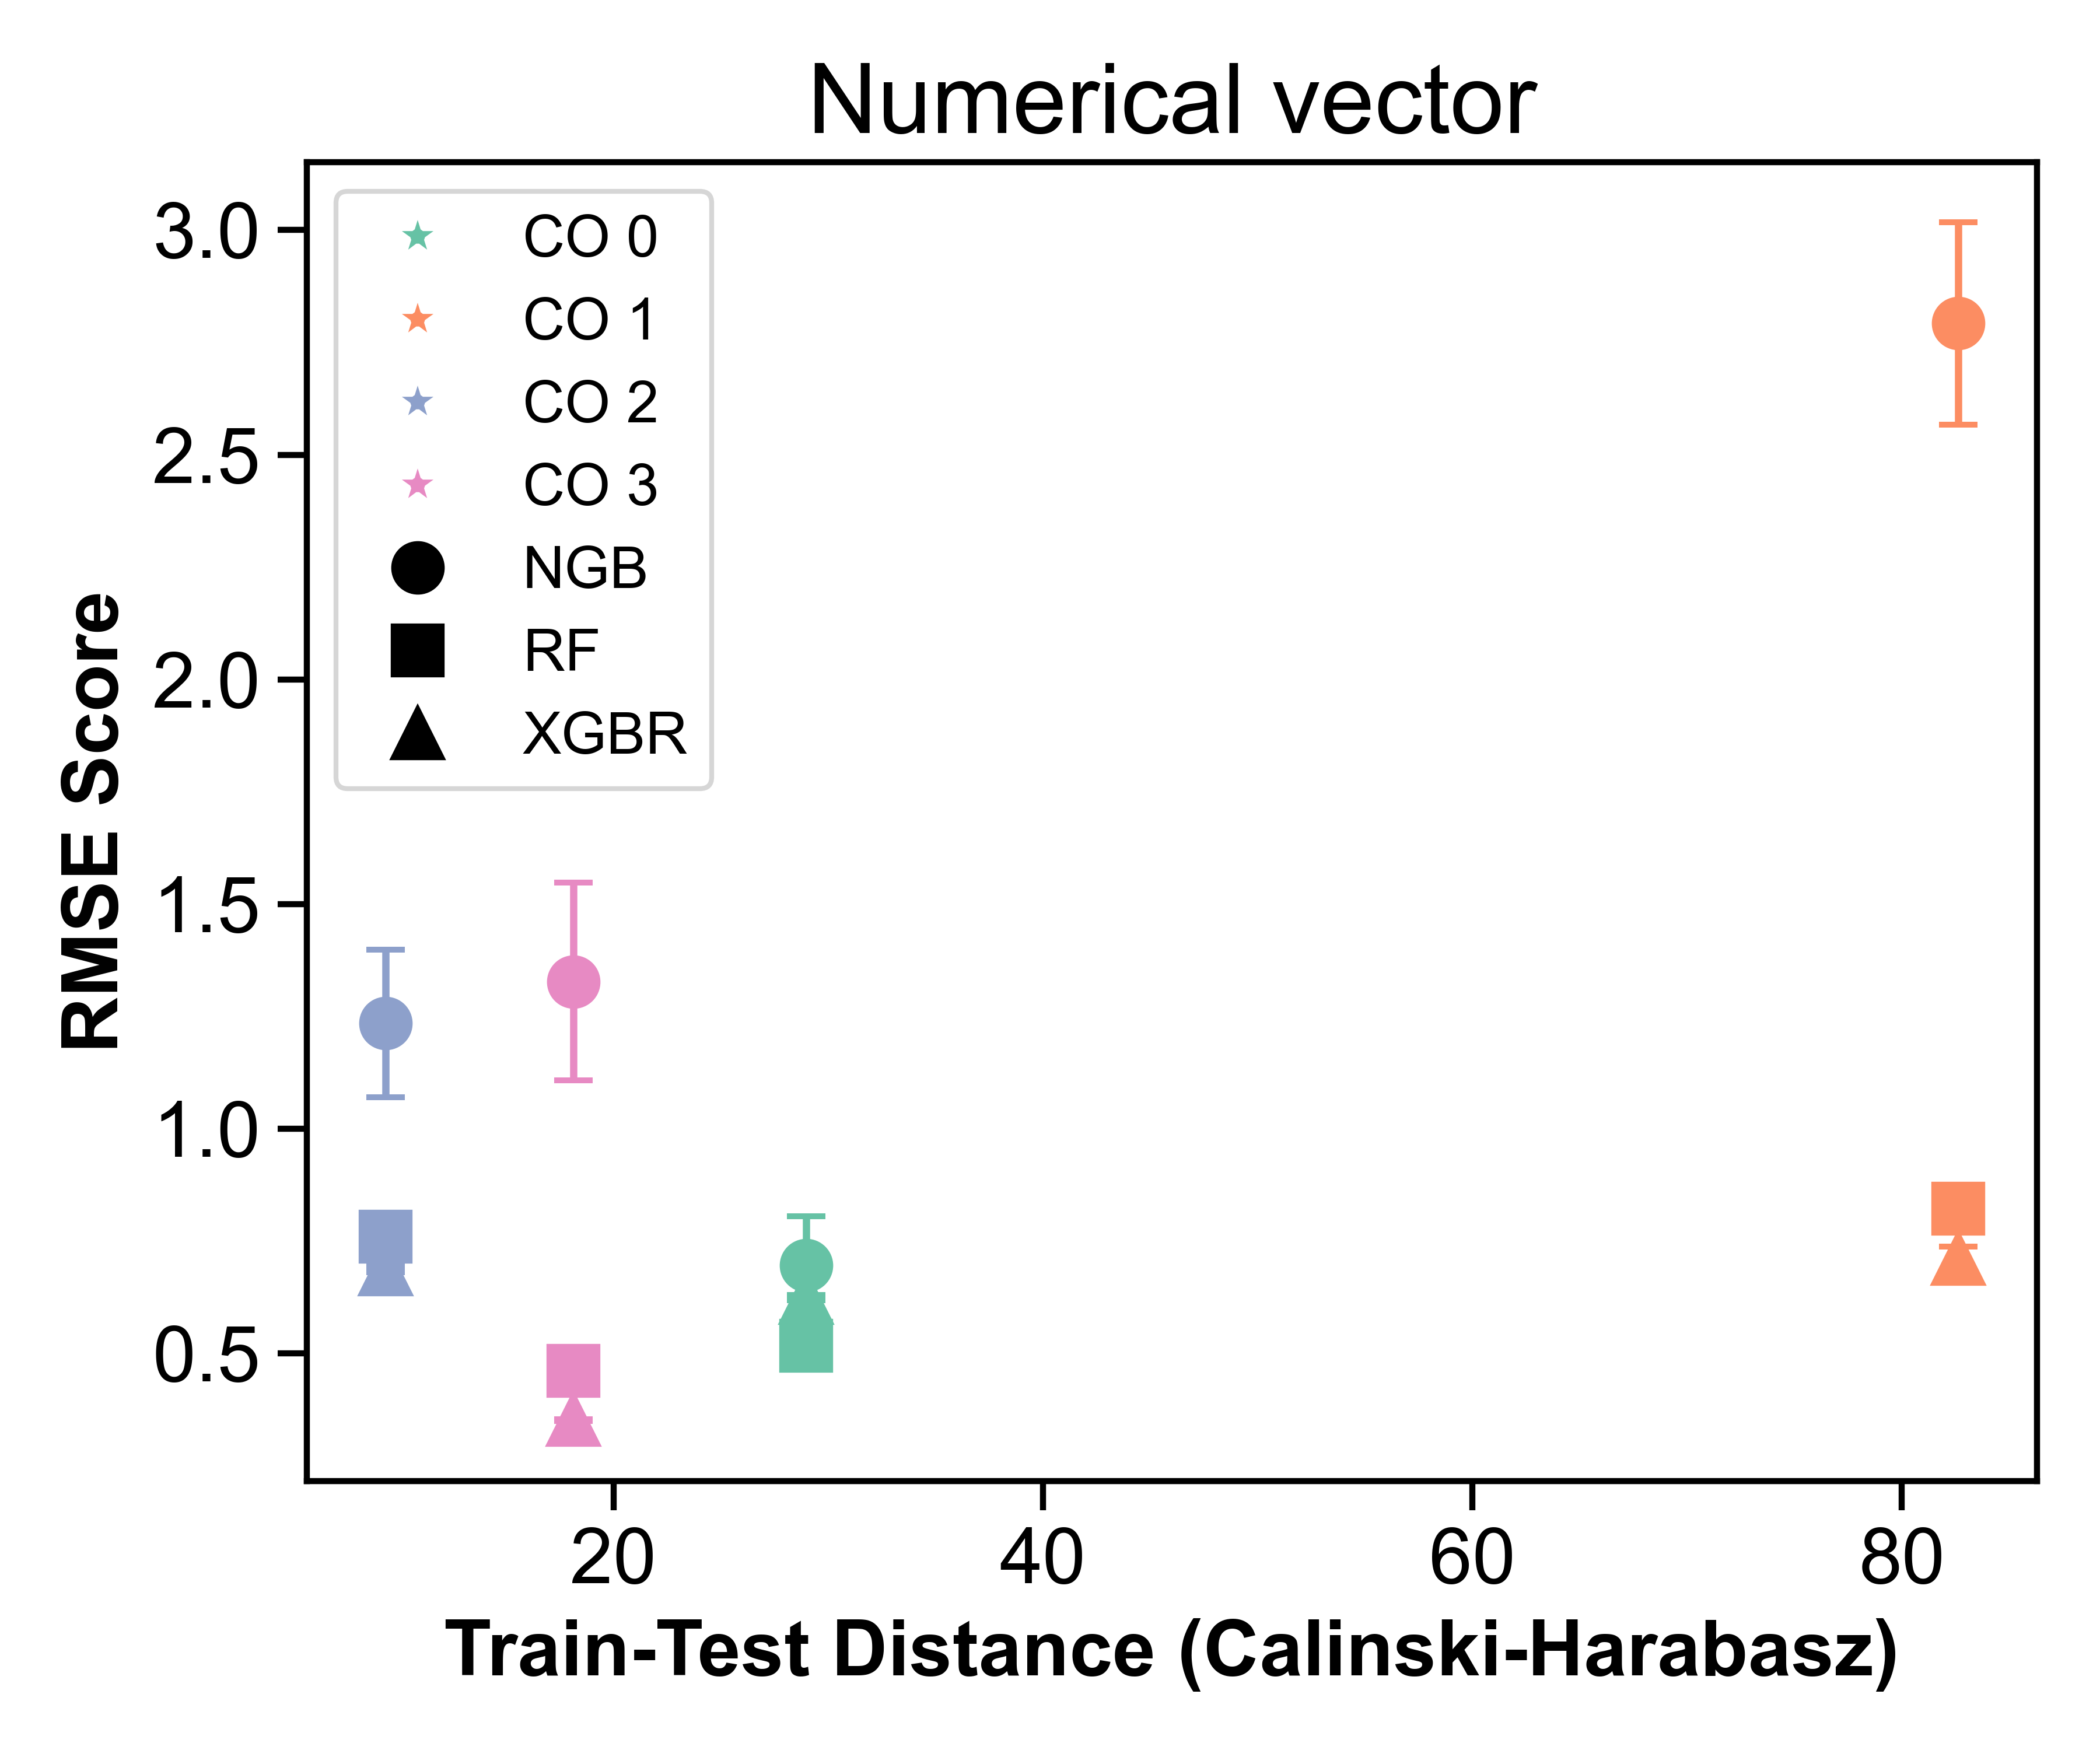 Numerical vector
3.0
2.5
2.0
1.5
1.0
0.5
RMSE Score
CO 0
CO 1
CO 2
CO 3
NGB
RF
XGBR
20 40 60 80
Train-Test Distance (Calinski-Harabasz)